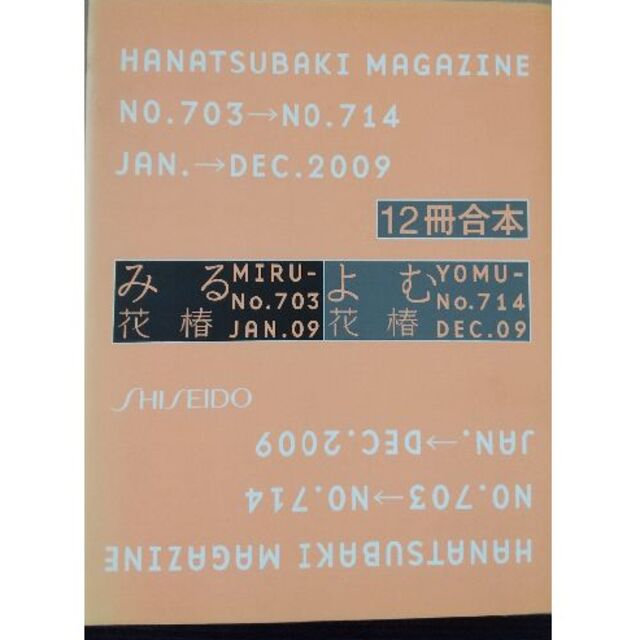 HANATSUBAKI MAGAZINE
NO.703→NO.714
JAN.→DEC.2009
12冊合本
みる花椿 MIRU- No.703 JAN.09
よむ花椿 YOMU- No.714 DEC.09
SHISEIDO
JAN.→DEC.2009
NO.703→NO.714
HANATSUBAKI MAGAZINE